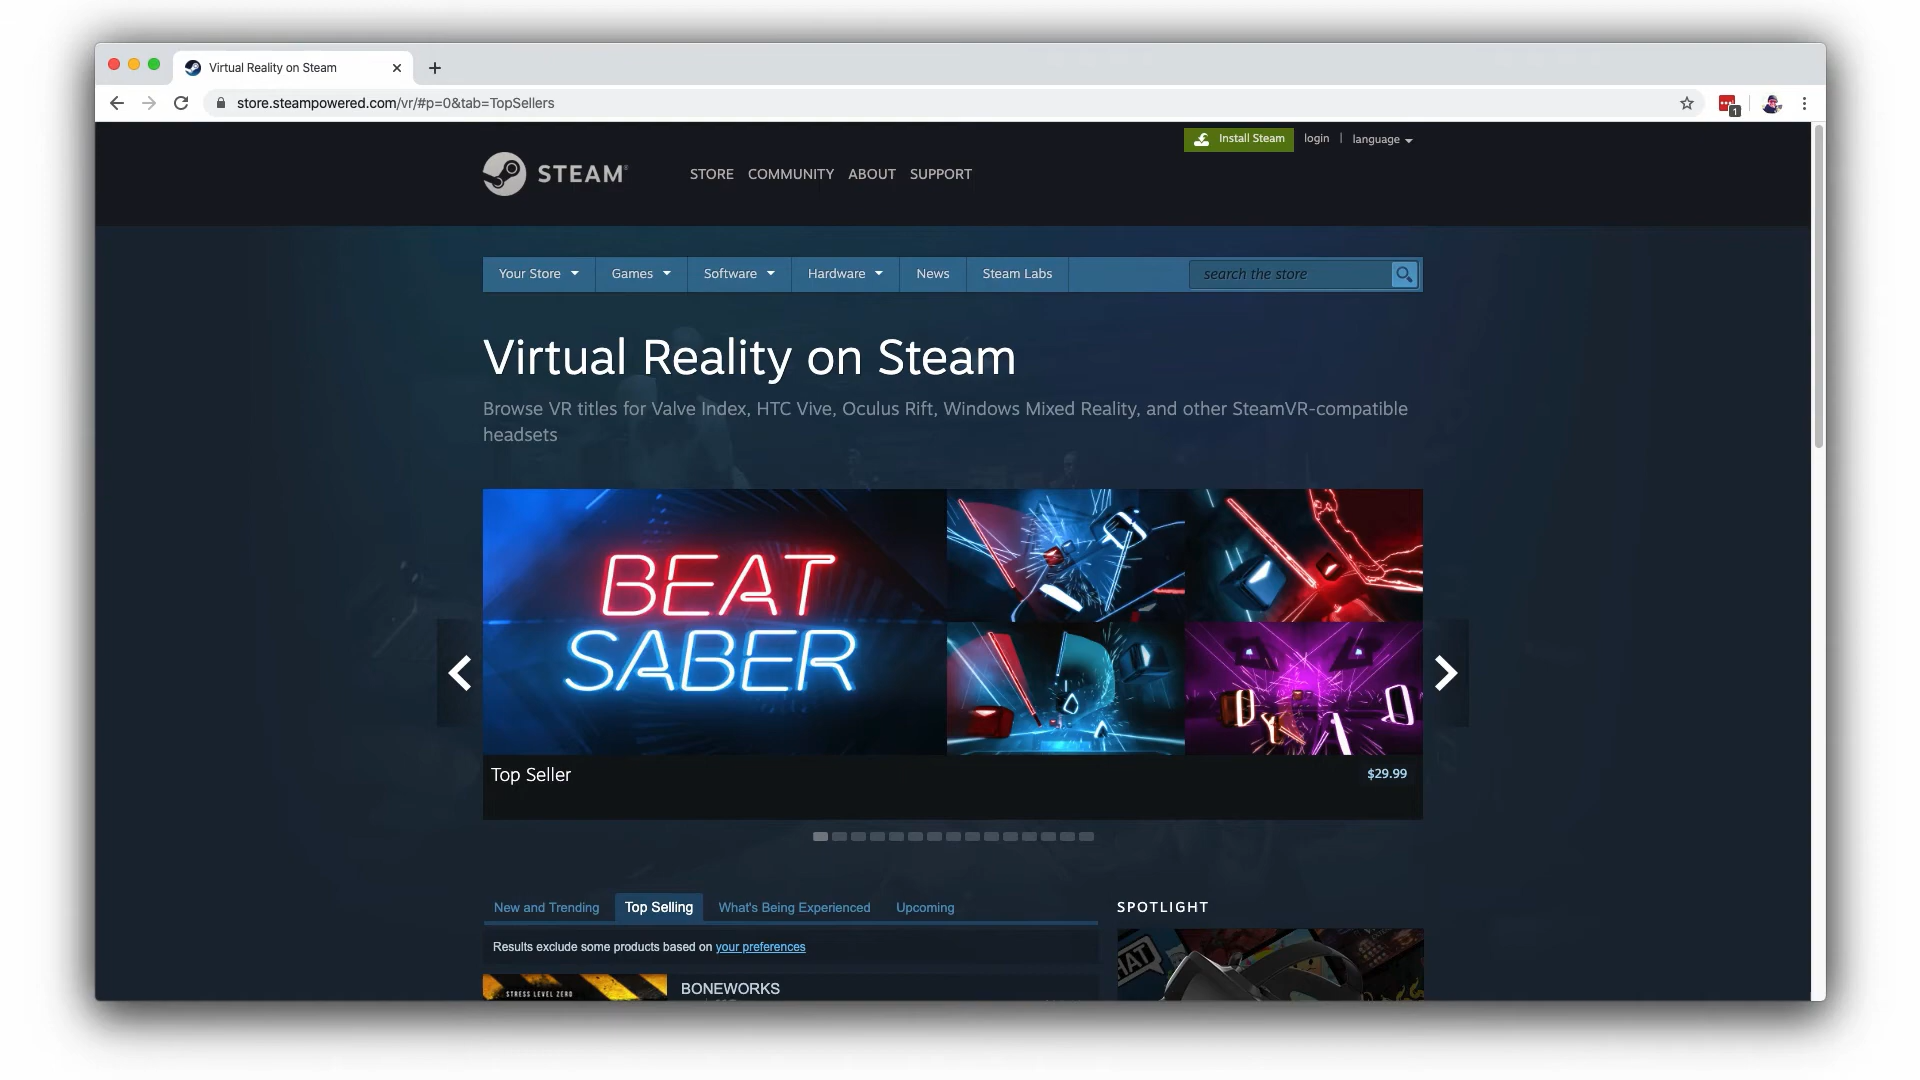 Virtual Reality on Steam
store.steampowered.com/vr/#p=0&tab=TopSellers
1
Install Steam
login
|
language
STEAM
STORE
COMMUNITY
ABOUT
SUPPORT
Your Store
Games
Software
Hardware
News
Steam Labs
search the store
Virtual Reality on Steam
Browse VR titles for Valve Index, HTC Vive, Oculus Rift, Windows Mixed Reality, and other SteamVR-compatible
headsets
BEAT
SABER
Top Seller
$29.99
New and Trending
Top Selling
What's Being Experienced
Upcoming
SPOTLIGHT
Results exclude some products based on your preferences
STRESS LEVEL ZERO
BONEWORKS